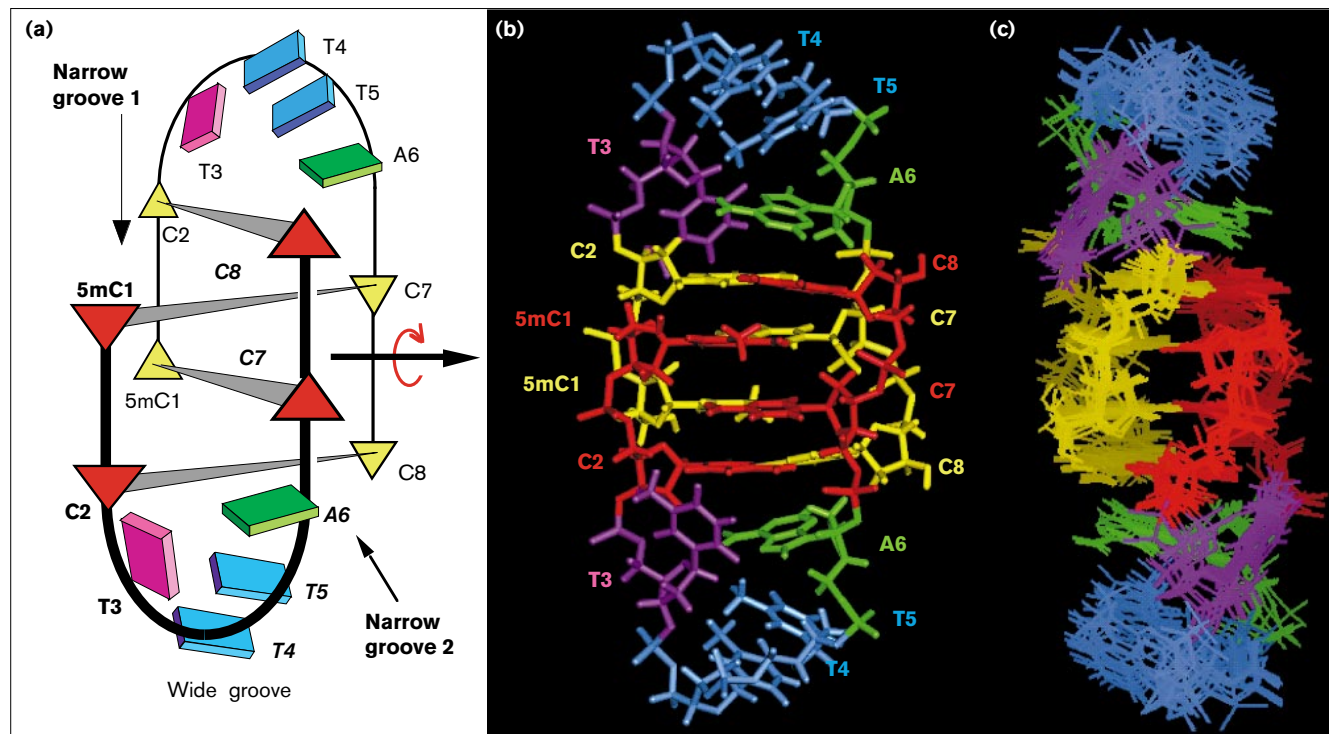 (a)
T4
Narrow
groove 1
T5
T3
A6
C2
C8
5mC1
C7
C7
5mC1
C8
C2
A6
T3
T5
T4
Narrow
groove 2
Wide groove
(b)
T4
T5
T3
A6
C2
C8
5mC1
C7
5mC1
C7
C2
C8
A6
T3
T5
T4
(c)